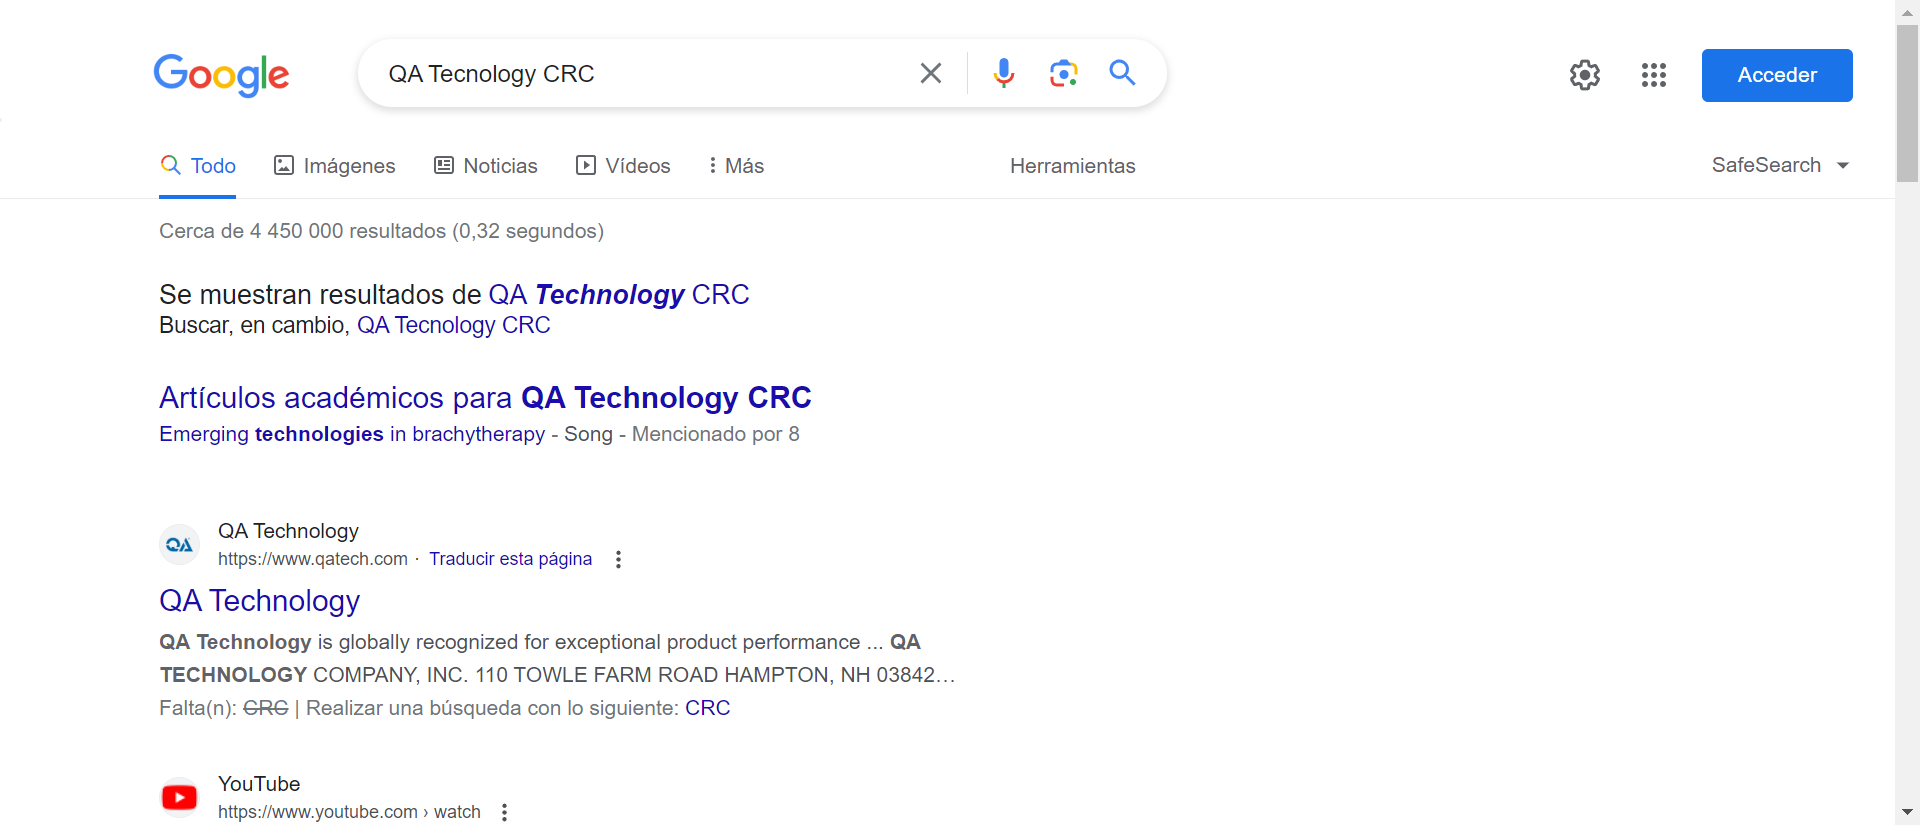 Google
QA Tecnology CRC
Acceder
Todo
Imágenes
Noticias
Vídeos
Más
Herramientas
SafeSearch
Cerca de 4 450 000 resultados (0,32 segundos)
Se muestran resultados de QA Technology CRC
Buscar, en cambio, QA Tecnology CRC
Artículos académicos para QA Technology CRC
Emerging technologies in brachytherapy - Song - Mencionado por 8
QA
QA Technology
https://www.qatech.com · Traducir esta página
QA Technology
QA Technology is globally recognized for exceptional product performance ... QA
TECHNOLOGY COMPANY, INC. 110 TOWLE FARM ROAD HAMPTON, NH 03842…
Falta(n): CRC | Realizar una búsqueda con lo siguiente: CRC
YouTube
https://www.youtube.com › watch